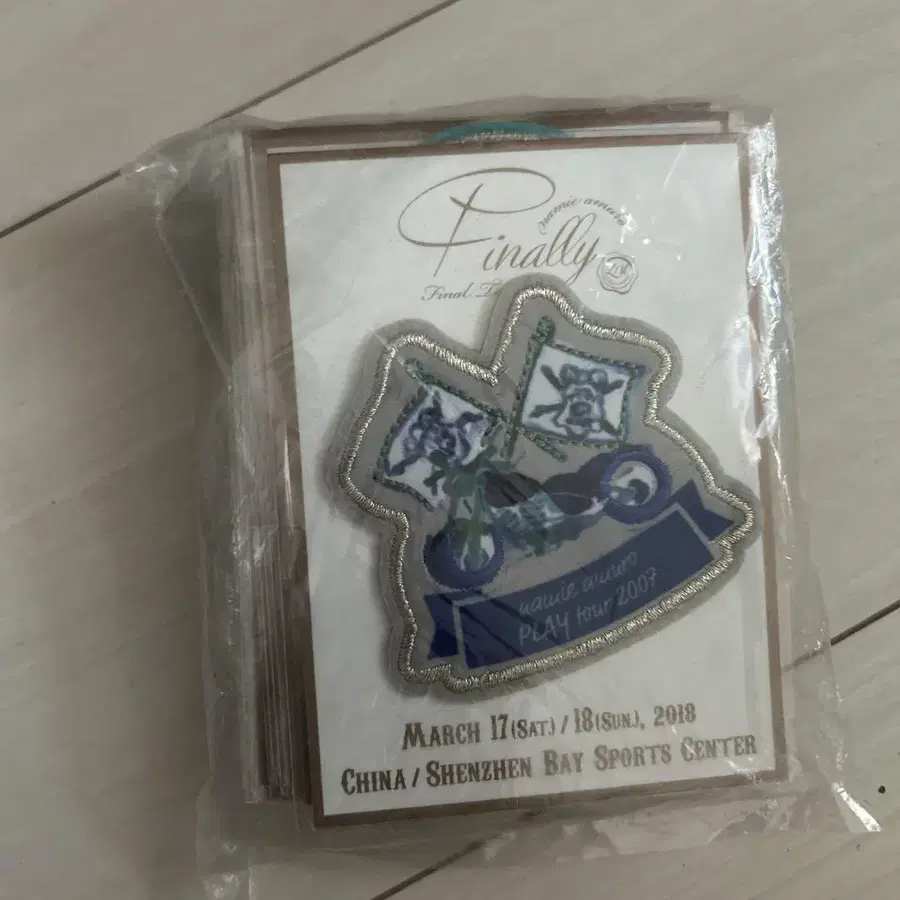 namie amuro
Finally
Final
namie amuro
PLAY tour 2007
MARCH 17(SAT.) / 18(SUN.), 2018
CHINA / SHENZHEN BAY SPORTS CENTER